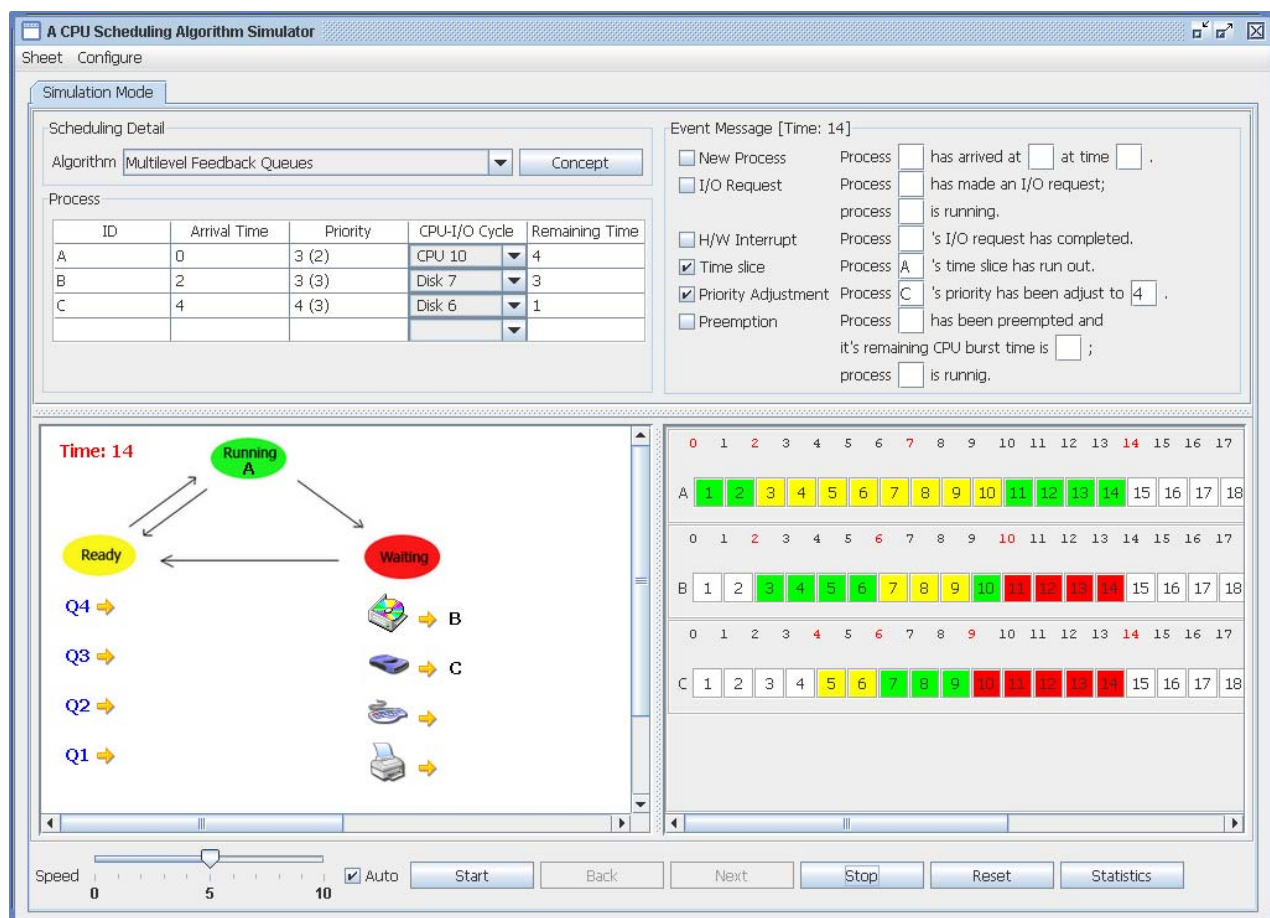 A CPU Scheduling Algorithm Simulator
Sheet Configure
Simulation Mode
Scheduling Detail
Algorithm Multilevel Feedback Queues Concept
Process
ID Arrival Time Priority CPU-I/O Cycle Remaining Time
A 0 3 (2) CPU 10 4
B 2 3 (3) Disk 7 3
C 4 4 (3) Disk 6 1
Event Message [Time: 14]
New Process Process has arrived at at time .
I/O Request Process has made an I/O request;
process is running.
H/W Interrupt Process 's I/O request has completed.
Time slice Process A 's time slice has run out.
Priority Adjustment Process C 's priority has been adjust to 4 .
Preemption Process has been preempted and
it's remaining CPU burst time is ;
process is runnig.
Time: 14
Running
A
Ready
Waiting
Q4 B
Q3 C
Q2
Q1
0 1 2 3 4 5 6 7 8 9 10 11 12 13 14 15 16 17
A 1 2 3 4 5 6 7 8 9 10 11 12 13 14 15 16 17 18
0 1 2 3 4 5 6 7 8 9 10 11 12 13 14 15 16 17
B 1 2 3 4 5 6 7 8 9 10 11 12 13 14 15 16 17 18
0 1 2 3 4 5 6 7 8 9 10 11 12 13 14 15 16 17
C 1 2 3 4 5 6 7 8 9 10 11 12 13 14 15 16 17 18
Speed 0 5 10 Auto Start Back Next Stop Reset Statistics